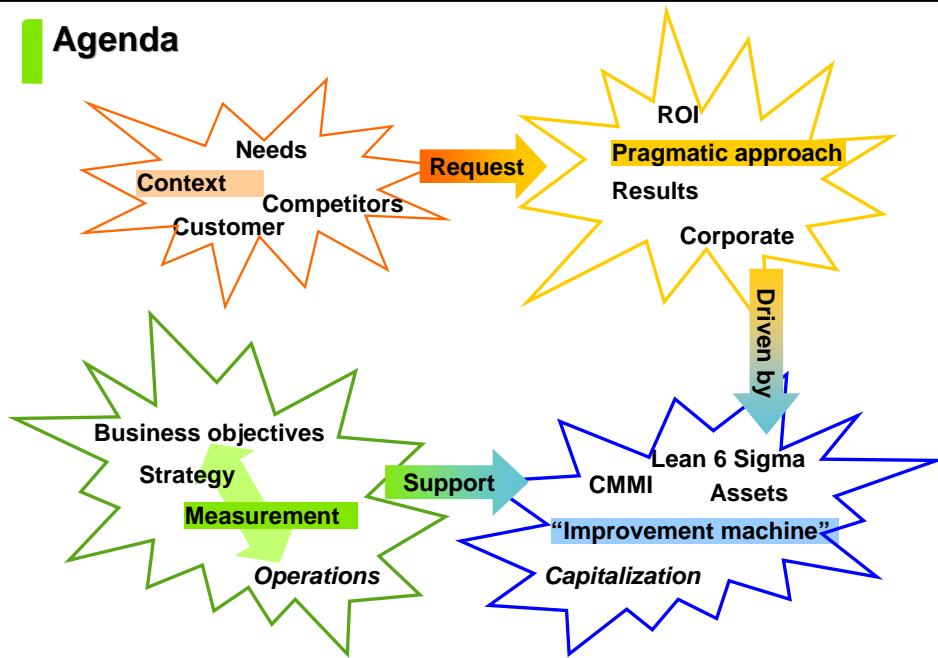 Agenda
Needs
Context
Competitors
Customer
Request
ROI
Pragmatic approach
Results
Corporate
Driven by
Business objectives
Strategy
Measurement
Operations
Support
Lean 6 Sigma
CMMI
Assets
“Improvement machine”
Capitalization